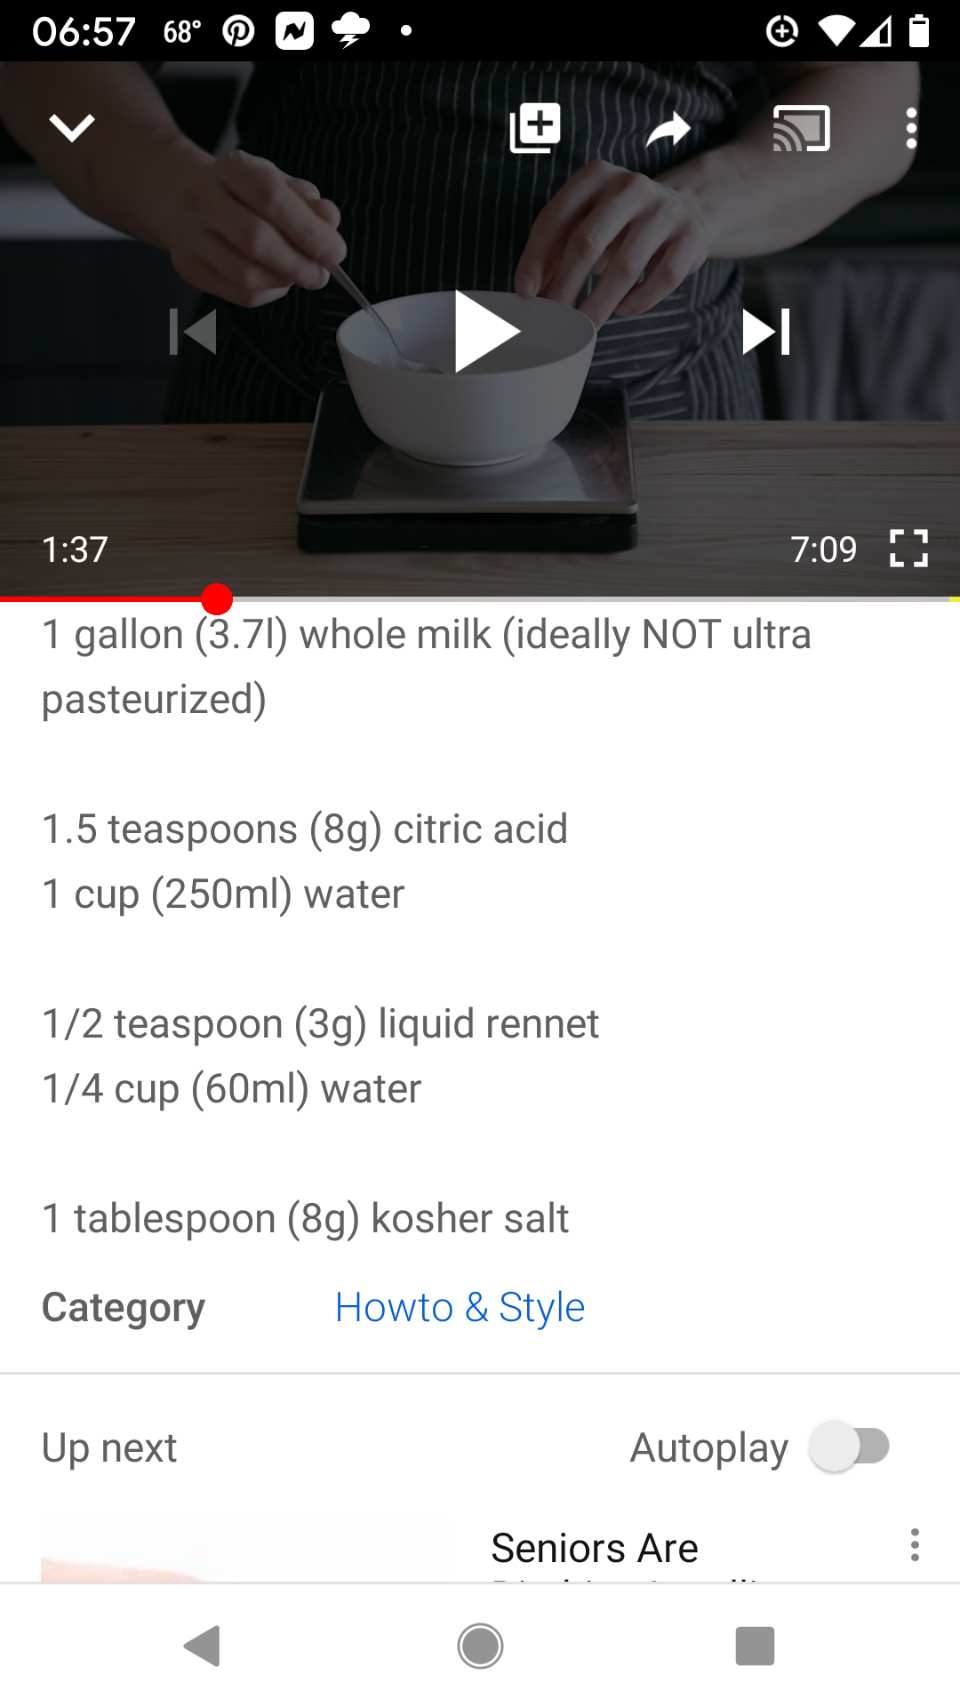 06:57 68°
1:37
7:09
1 gallon (3.7l) whole milk (ideally NOT ultra
pasteurized)
1.5 teaspoons (8g) citric acid
1 cup (250ml) water
1/2 teaspoon (3g) liquid rennet
1/4 cup (60ml) water
1 tablespoon (8g) kosher salt
Category Howto & Style
Up next Autoplay
Seniors Are